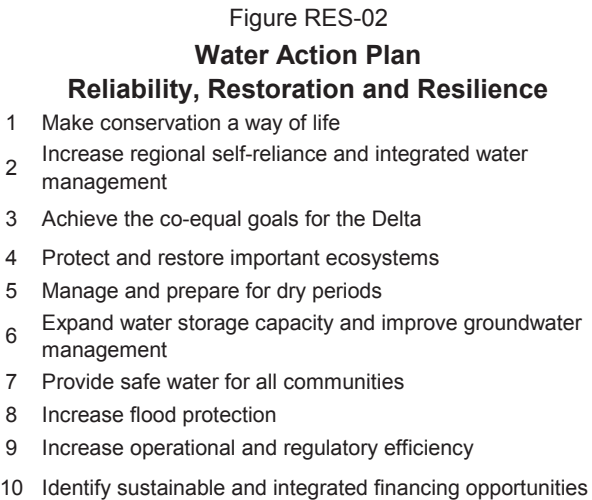 Figure RES-02
Water Action Plan
Reliability, Restoration and Resilience
1 Make conservation a way of life
2 Increase regional self-reliance and integrated water
management
3 Achieve the co-equal goals for the Delta
4 Protect and restore important ecosystems
5 Manage and prepare for dry periods
6 Expand water storage capacity and improve groundwater
management
7 Provide safe water for all communities
8 Increase flood protection
9 Increase operational and regulatory efficiency
10 Identify sustainable and integrated financing opportunities